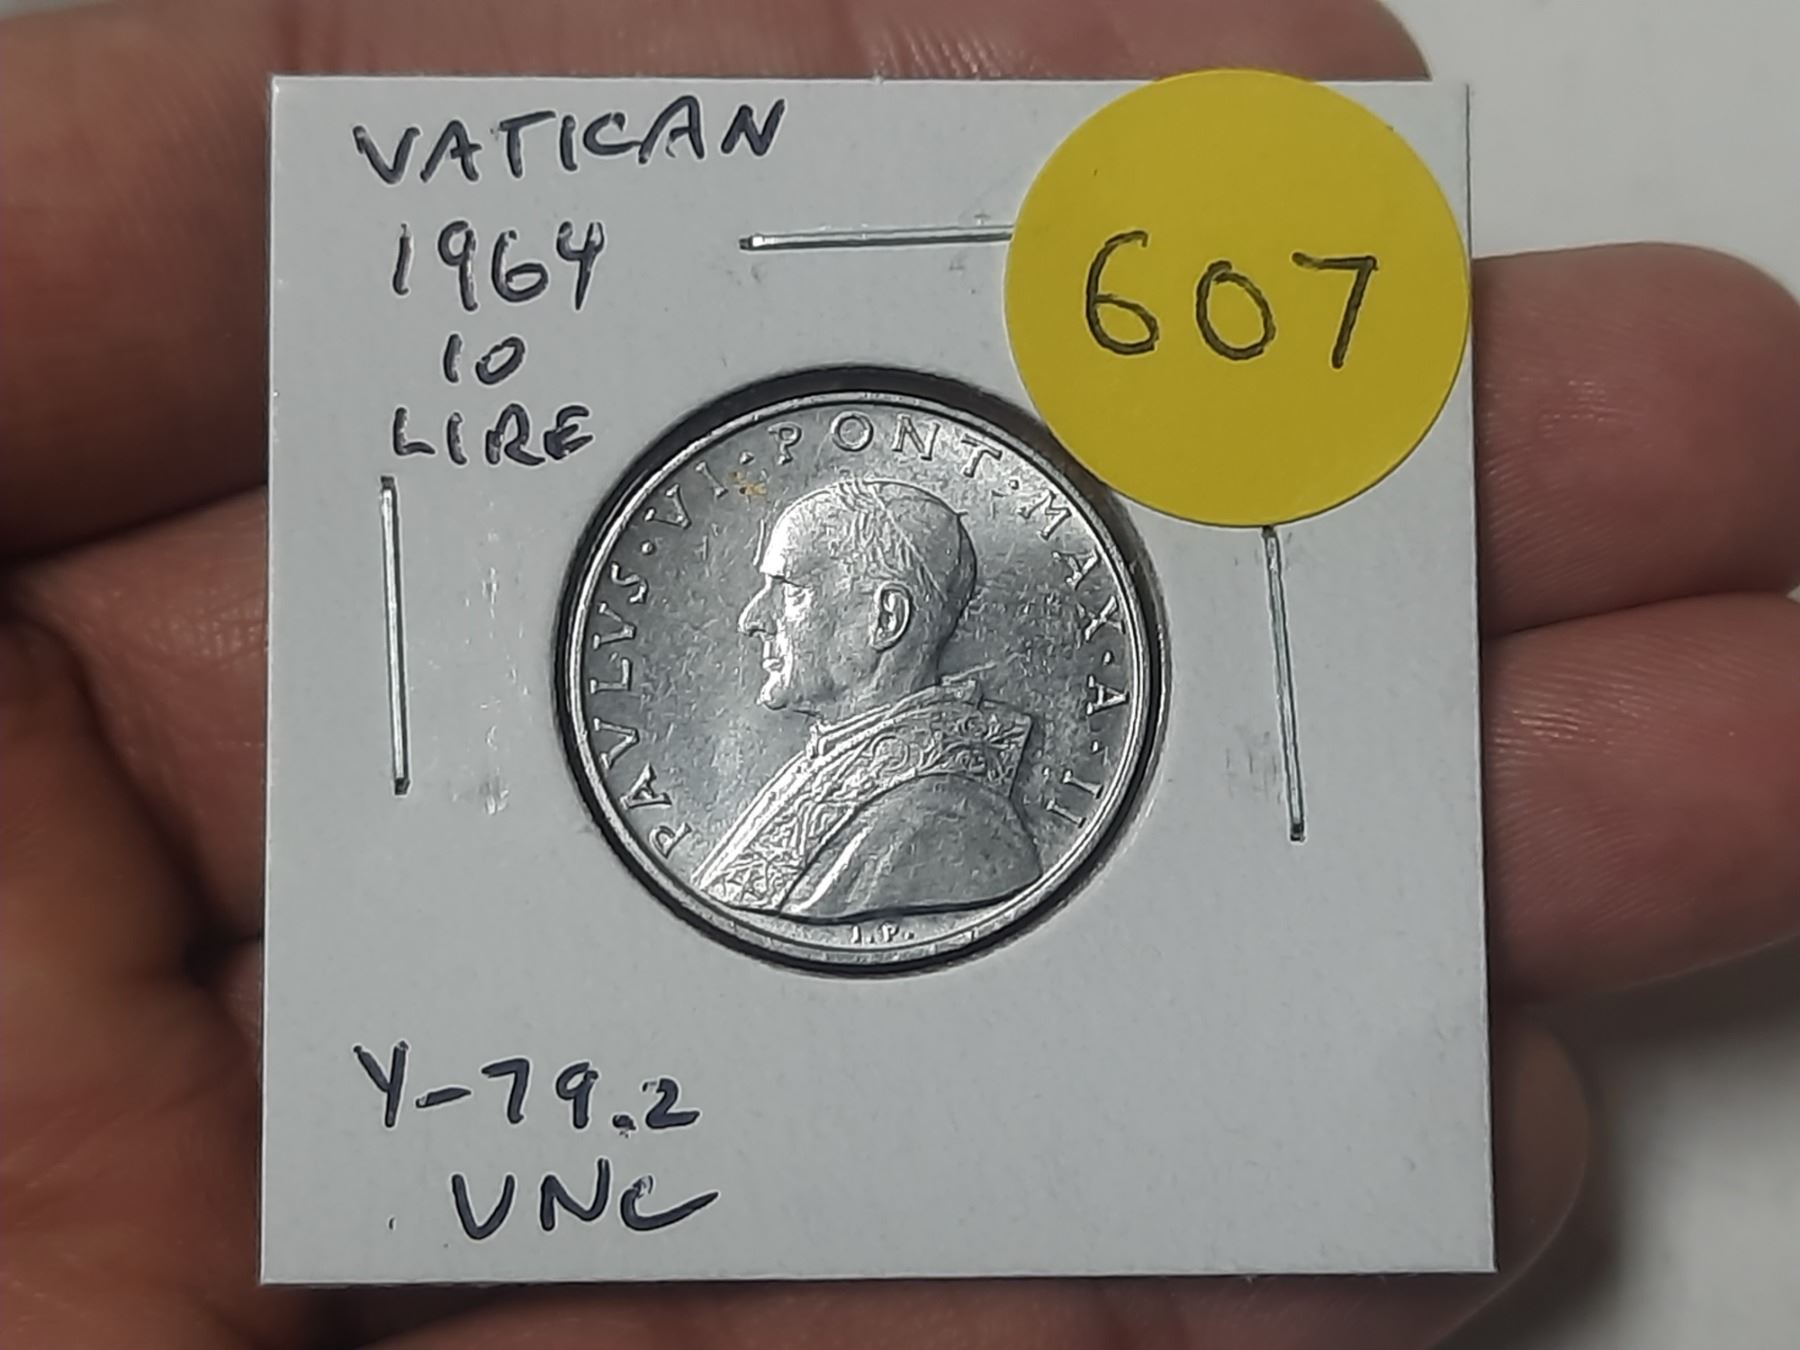 VATICAN
1964
10
LIRE
607
PAVLVS·VI·PONT·MAX·A·II
I.P.
Y-79.2
UNC